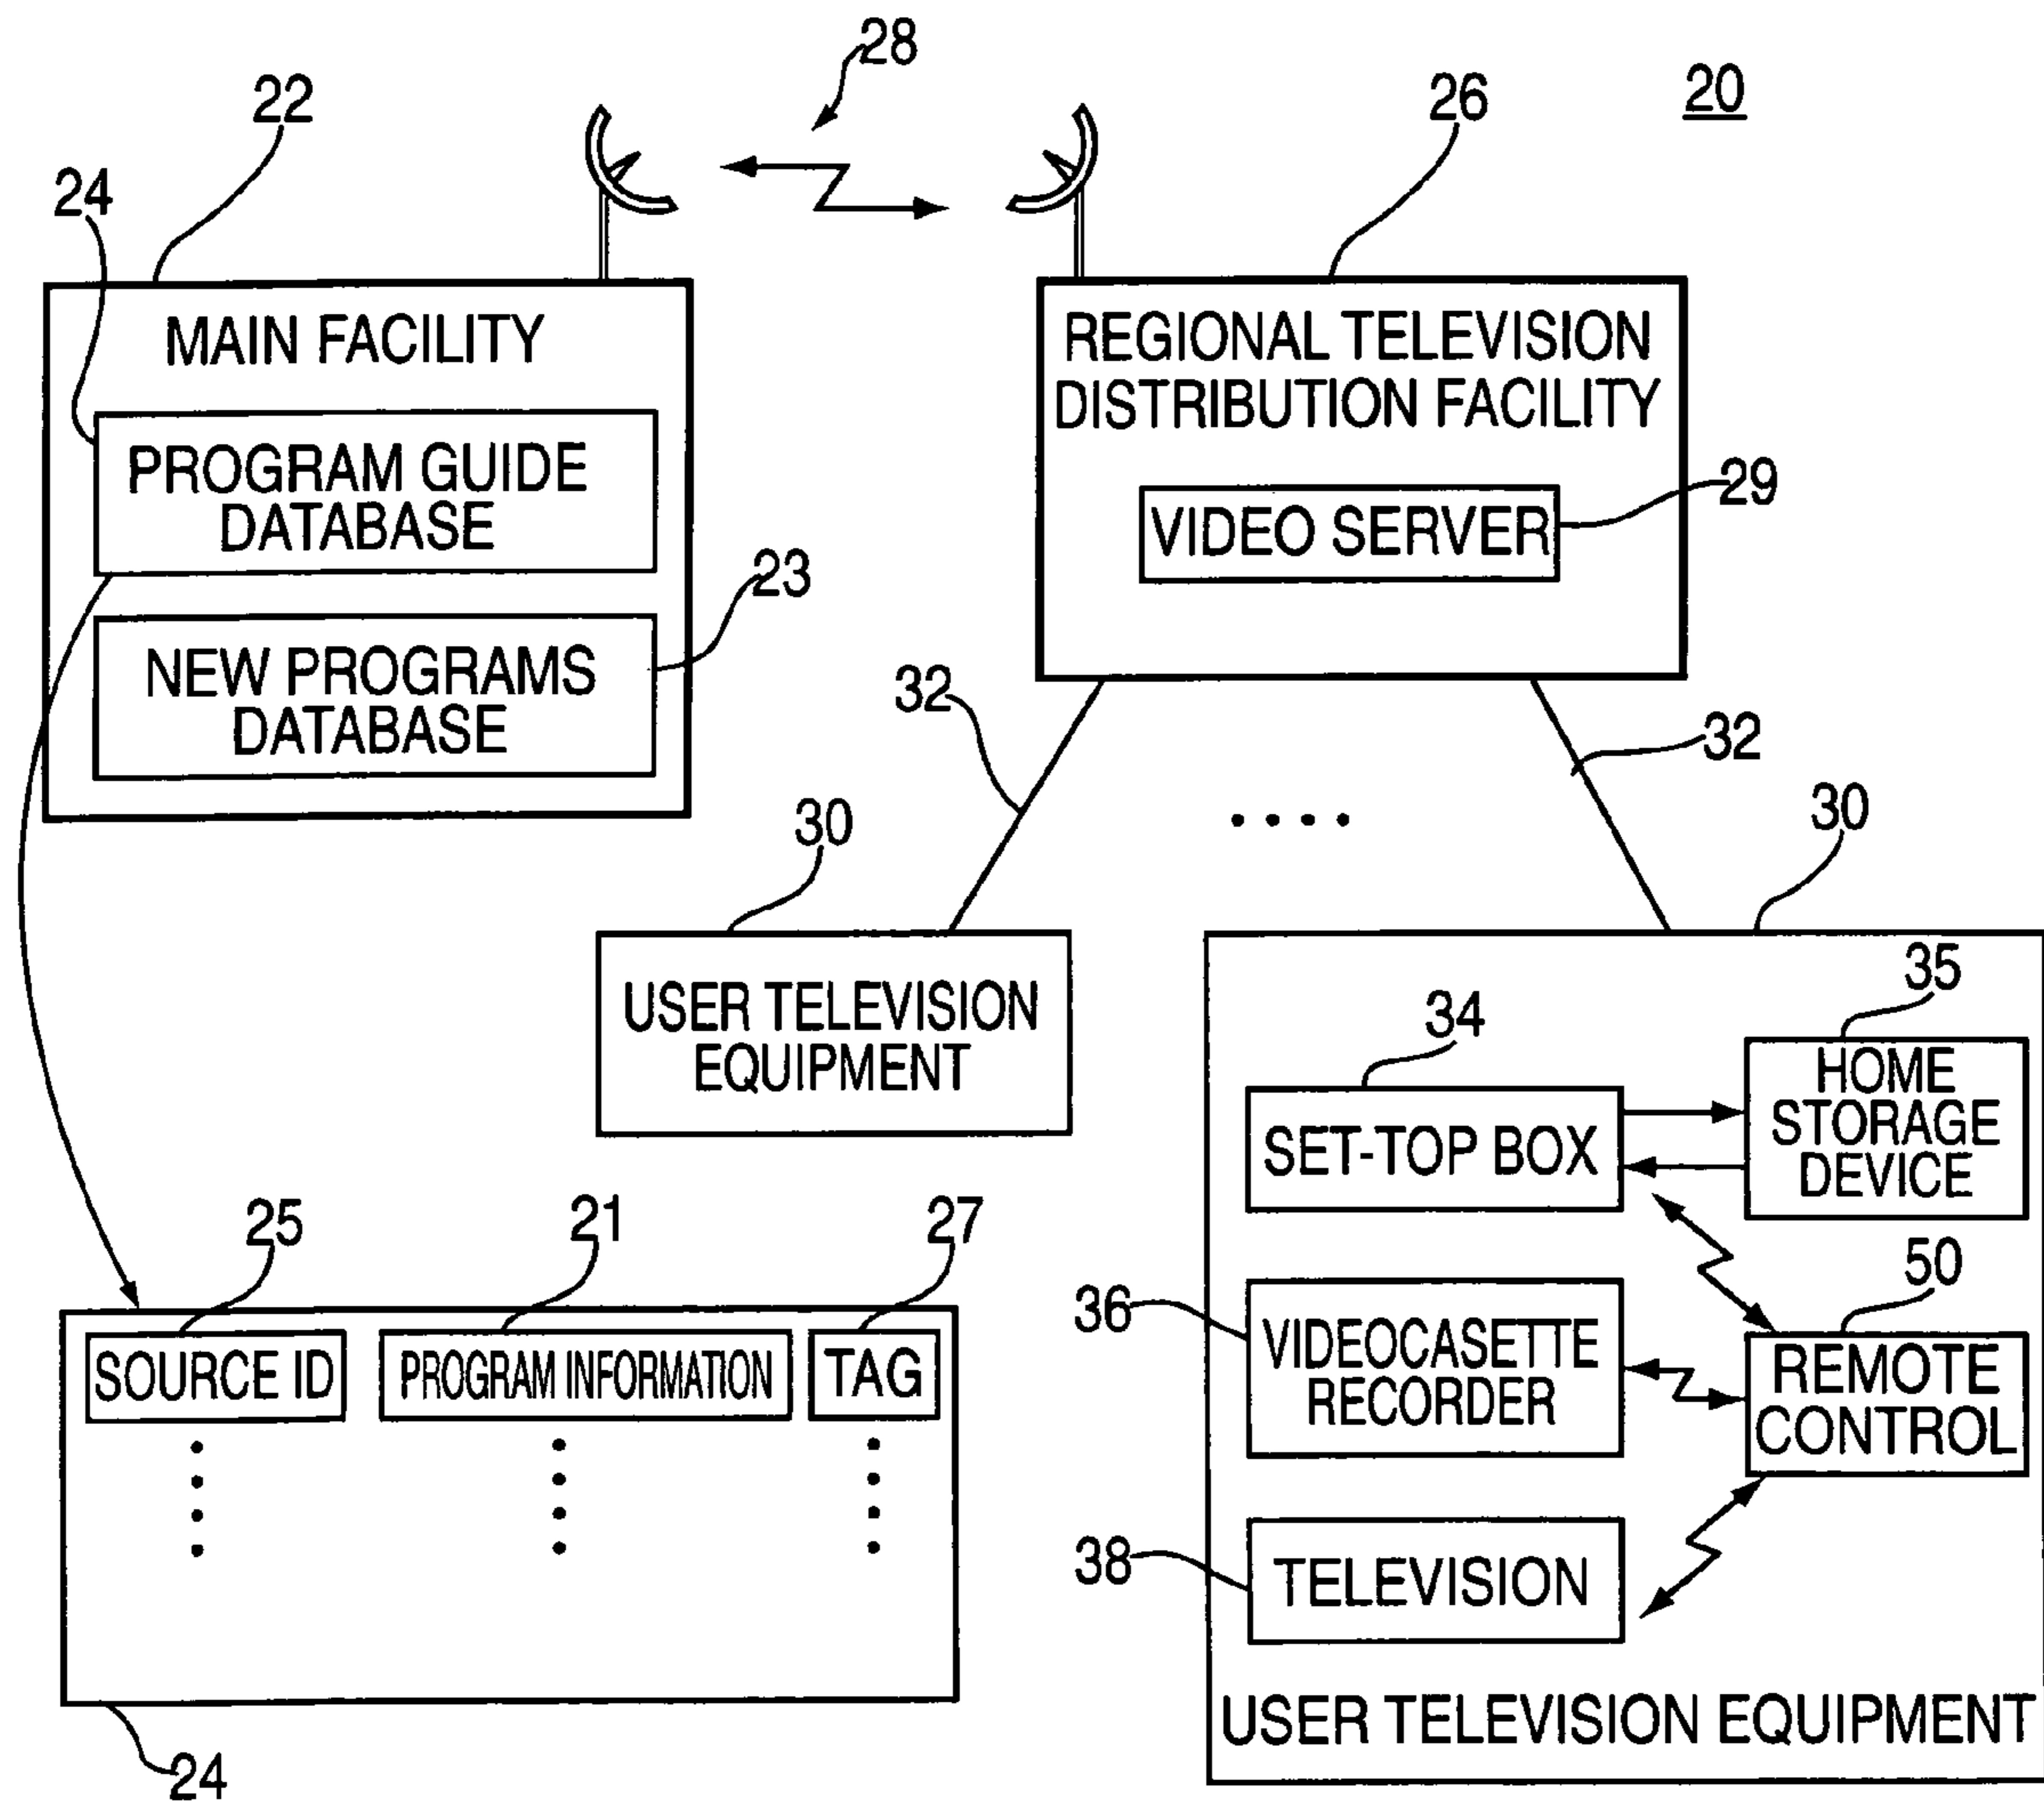 28
20
22
26
24
MAIN FACILITY
REGIONAL TELEVISION
DISTRIBUTION FACILITY
PROGRAM GUIDE
DATABASE
29
VIDEO SERVER
23
NEW PROGRAMS
DATABASE
32
32
30
30
USER TELEVISION
EQUIPMENT
35
34
HOME
STORAGE
DEVICE
SET-TOP BOX
25
21
27
50
36
SOURCE ID
PROGRAM INFORMATION
TAG
VIDEOCASETTE
RECORDER
REMOTE
CONTROL
38
TELEVISION
USER TELEVISION EQUIPMENT
24